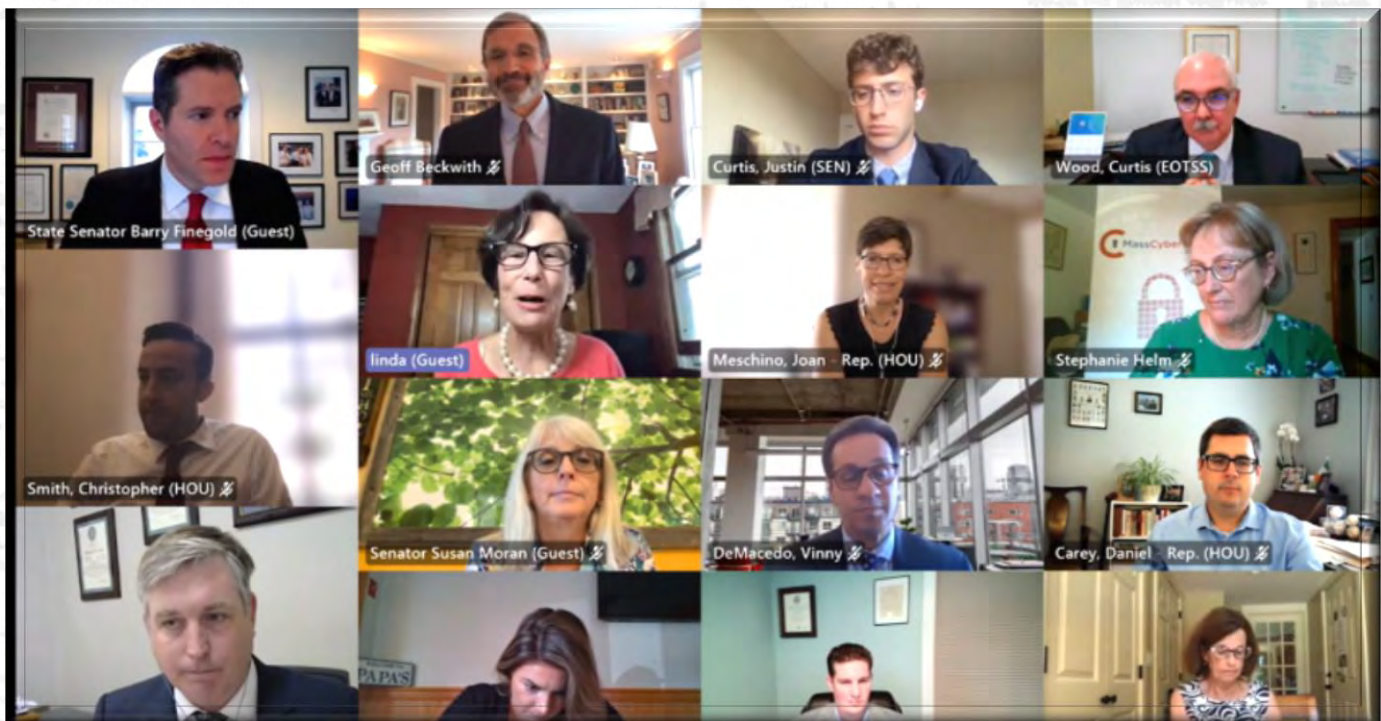 State Senator Barry Finegold (Guest)
Geoff Beckwith
Curtis, Justin (SEN)
Wood, Curtis (EOTSS)
Smith, Christopher (HOU)
linda (Guest)
Meschino, Joan - Rep. (HOU)
MassCyber
Stephanie Helm
Senator Susan Moran (Guest)
DeMacedo, Vinny
Carey, Daniel - Rep. (HOU)
PAPA'S